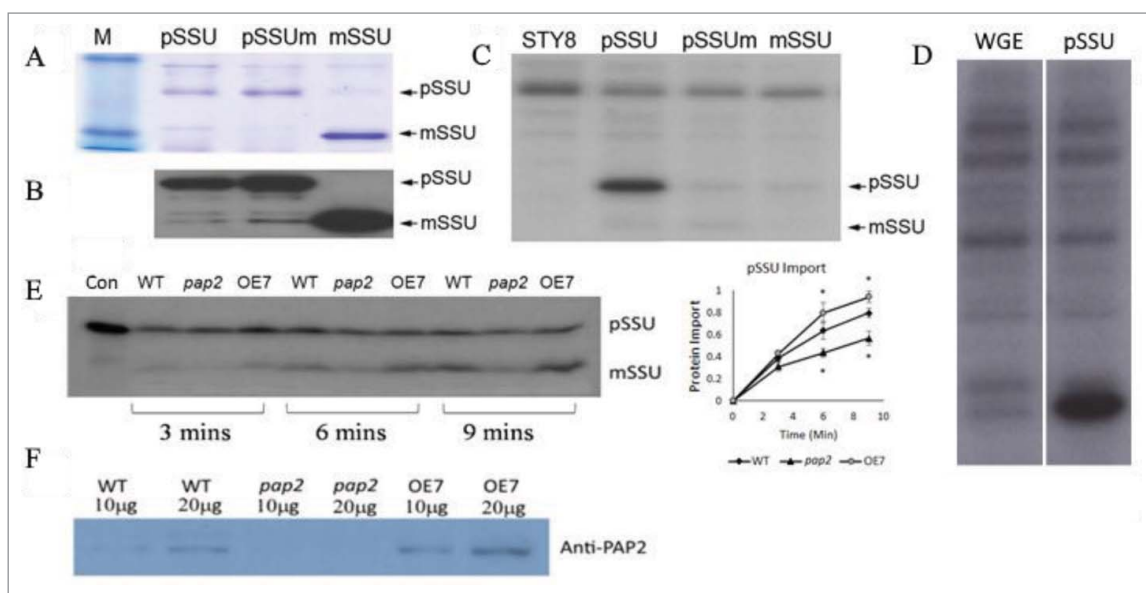 A
M pSSU pSSUm mSSU
pSSU
mSSU
B
pSSU
mSSU
C
STY8 pSSU pSSUm mSSU
pSSU
mSSU
D
WGE pSSU
E
Con WT pap2 OE7 WT pap2 OE7 WT pap2 OE7
pSSU
mSSU
3 mins 6 mins 9 mins
pSSU Import
Protein Import
1
0.8
0.6
0.4
0.2
0
0 2 4 6 8 10
* *
* *
Time (Min)
WT pap2 OE7
F
WT WT pap2 pap2 OE7 OE7
10μg 20μg 10μg 20μg 10μg 20μg
Anti-PAP2